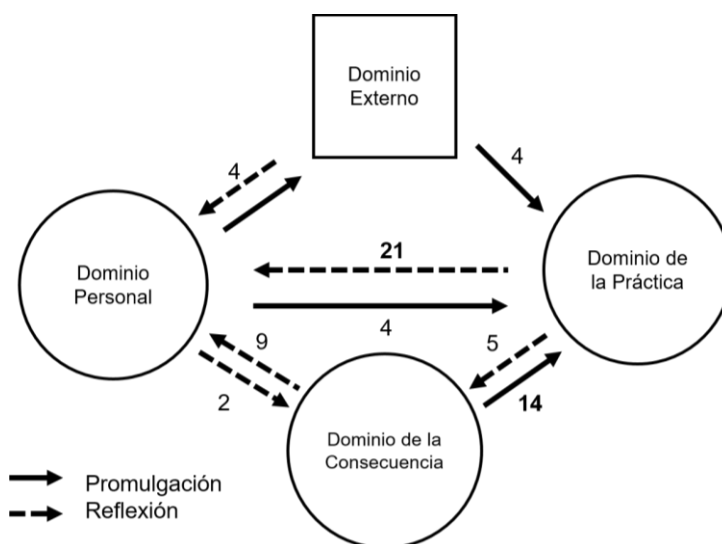 Dominio
Externo
4
4
Dominio
Personal
21
Dominio de
la Práctica
4
9
5
2
14
Dominio de la
Consecuencia
Promulgación
Reflexión